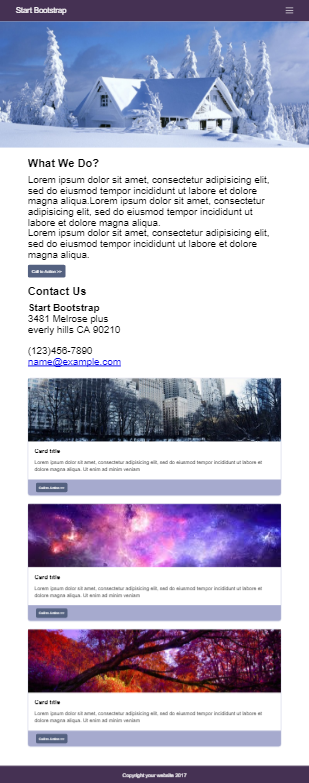 Start Bootstrap
What We Do?
Lorem ipsum dolor sit amet, consectetur adipisicing elit,
sed do eiusmod tempor incididunt ut labore et dolore
magna aliqua.Lorem ipsum dolor sit amet, consectetur
adipisicing elit, sed do eiusmod tempor incididunt ut
labore et dolore magna aliqua.
Lorem ipsum dolor sit amet, consectetur adipisicing elit,
sed do eiusmod tempor incididunt ut labore et dolore
magna aliqua.
Call to Action >>
Contact Us
Start Bootstrap
3481 Melrose plus
everly hills CA 90210
(123)456-7890
name@example.com
Card title
Lorem ipsum dolor sit amet, consectetur adipisicing elit, sed do eiusmod tempor incididunt ut labore et
dolore magna aliqua. Ut enim ad minim veniam
Call to Action >>
Card title
Lorem ipsum dolor sit amet, consectetur adipisicing elit, sed do eiusmod tempor incididunt ut labore et
dolore magna aliqua. Ut enim ad minim veniam
Call to Action >>
Card title
Lorem ipsum dolor sit amet, consectetur adipisicing elit, sed do eiusmod tempor incididunt ut labore et
dolore magna aliqua. Ut enim ad minim veniam
Call to Action >>
Copyright your website 2017